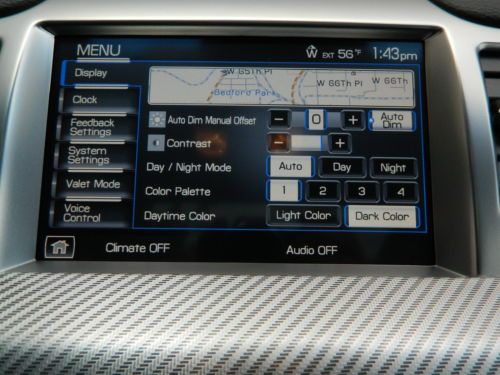 MENU W EXT 56 °F 1:43pm
Display
W 65Th Pl
W 66Th Pl
W 66Th
Bedford Park
Clock
Auto Dim Manual Offset - 0 + Auto Dim
Feedback Settings
Contrast - +
System Settings
Day / Night Mode Auto Day Night
Valet Mode
Color Palette 1 2 3 4
Voice Control
Daytime Color Light Color Dark Color
Climate OFF Audio OFF